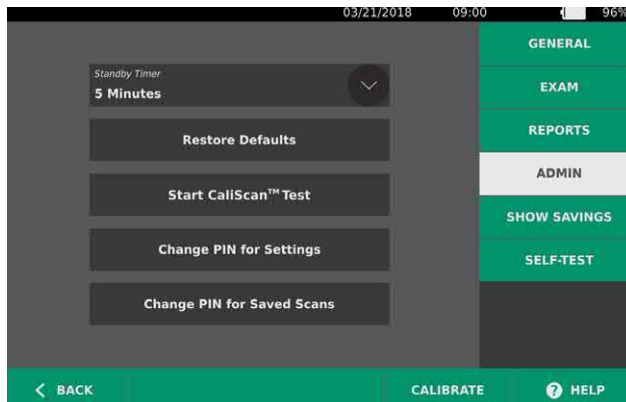 03/21/2018 09:00 96%
GENERAL
Standby Timer
5 Minutes
EXAM
Restore Defaults
REPORTS
ADMIN
Start CaliScan™ Test
SHOW SAVINGS
Change PIN for Settings
SELF-TEST
Change PIN for Saved Scans
BACK
CALIBRATE
? HELP